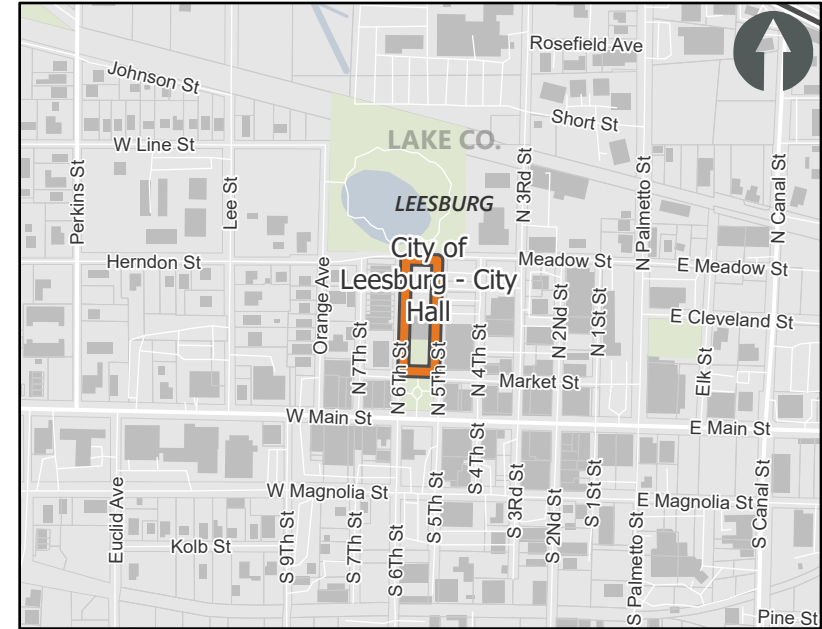 Rosefield Ave
Johnson St
Short St
LAKE CO.
W Line St
Perkins St
Lee St
N 3Rd St
N Palmetto St
N Canal St
LEESBURG
City of
Leesburg - City
Hall
Herndon St
Meadow St
E Meadow St
Orange Ave
N 7Th St
N 6Th St
N 5Th St
N 4Th St
N 2Nd St
N 1St St
E Cleveland St
Elk St
Market St
W Main St
E Main St
S 4Th St
W Magnolia St
E Magnolia St
Euclid Ave
Kolb St
S 9Th St
S 7Th St
S 6Th St
S 5Th St
S 3Rd St
S 2Nd St
S 1St St
S Palmetto St
S Canal St
Pine St